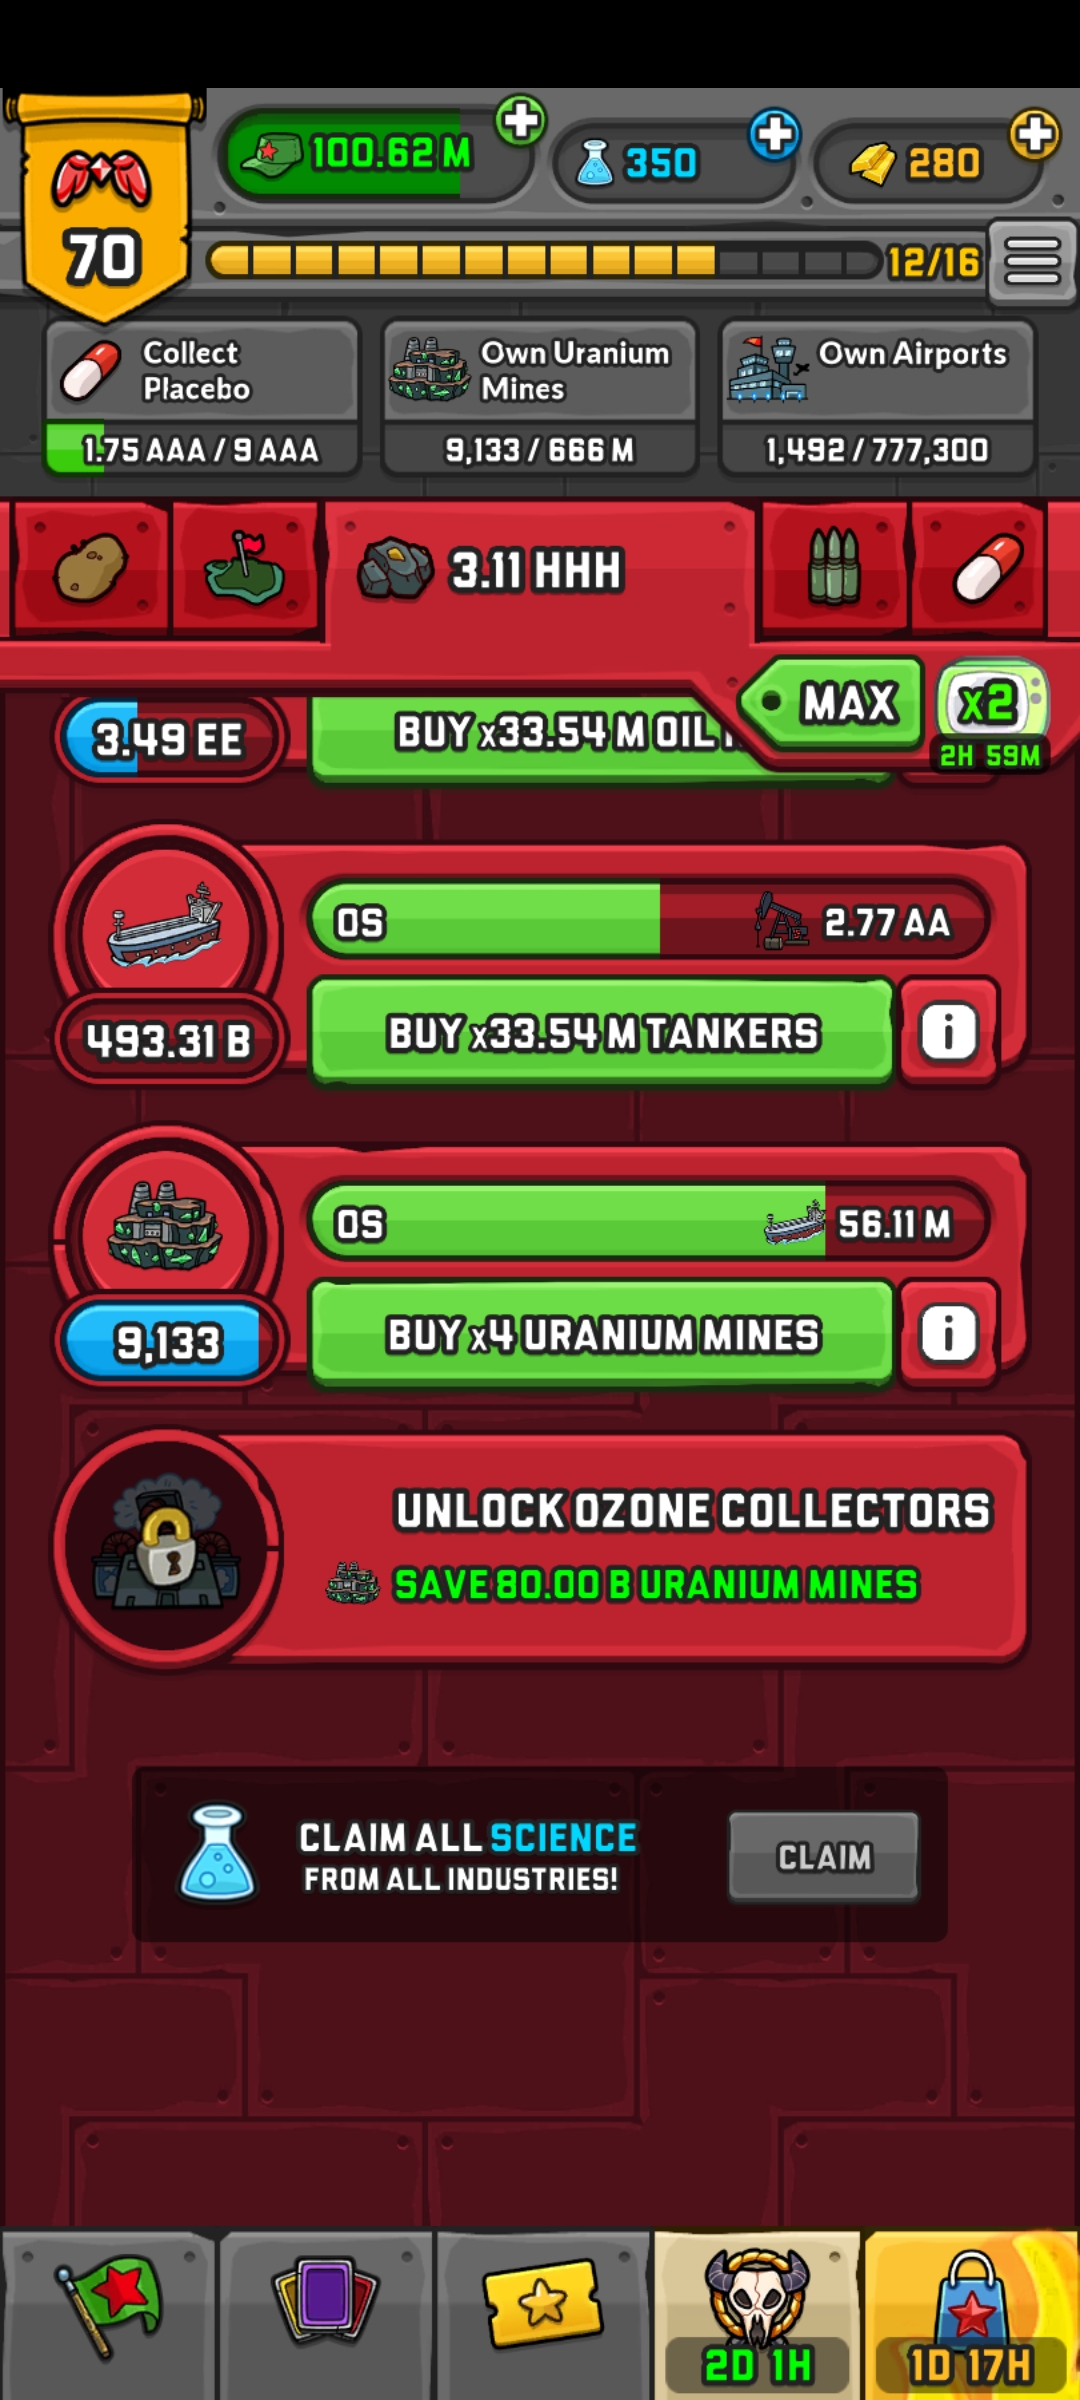 100.62 M
350
280
70
12/16
Collect
Placebo
1.75 AAA / 9 AAA
Own Uranium
Mines
9,133 / 666 M
Own Airports
1,492 / 777,300
3.11 HHH
MAX
x2
2H 59M
3.49 EE
BUY x33.54 M OIL
0S
2.77 AA
493.31 B
BUY x33.54 M TANKERS
i
0S
56.11 M
9,133
BUY x4 URANIUM MINES
i
UNLOCK OZONE COLLECTORS
SAVE 80.00 B URANIUM MINES
CLAIM ALL SCIENCE
FROM ALL INDUSTRIES!
CLAIM
2D 1H
1D 17H